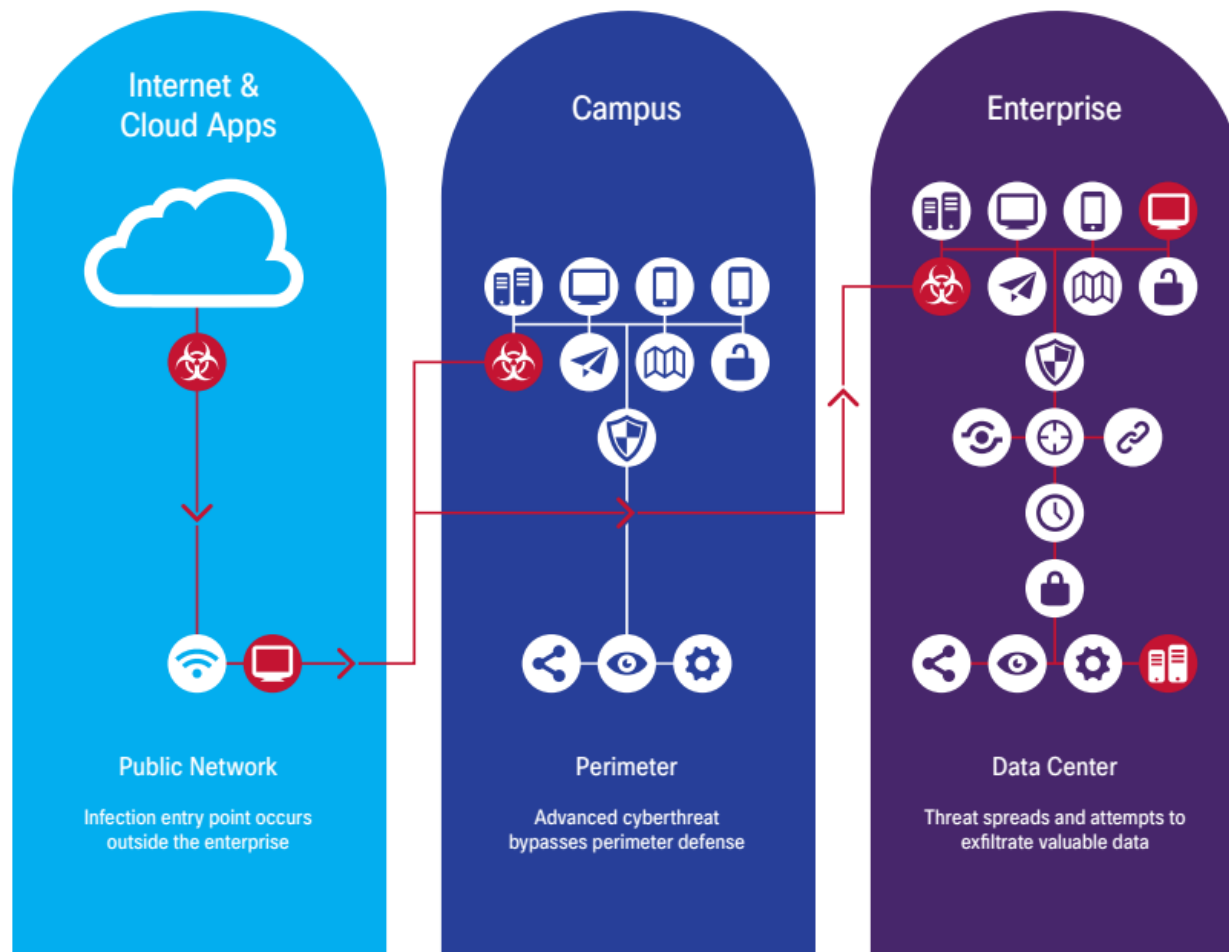 Internet &
Cloud Apps
Public Network
Infection entry point occurs
outside the enterprise
Campus
Perimeter
Advanced cyberthreat
bypasses perimeter defense
Enterprise
Data Center
Threat spreads and attempts to
exfiltrate valuable data